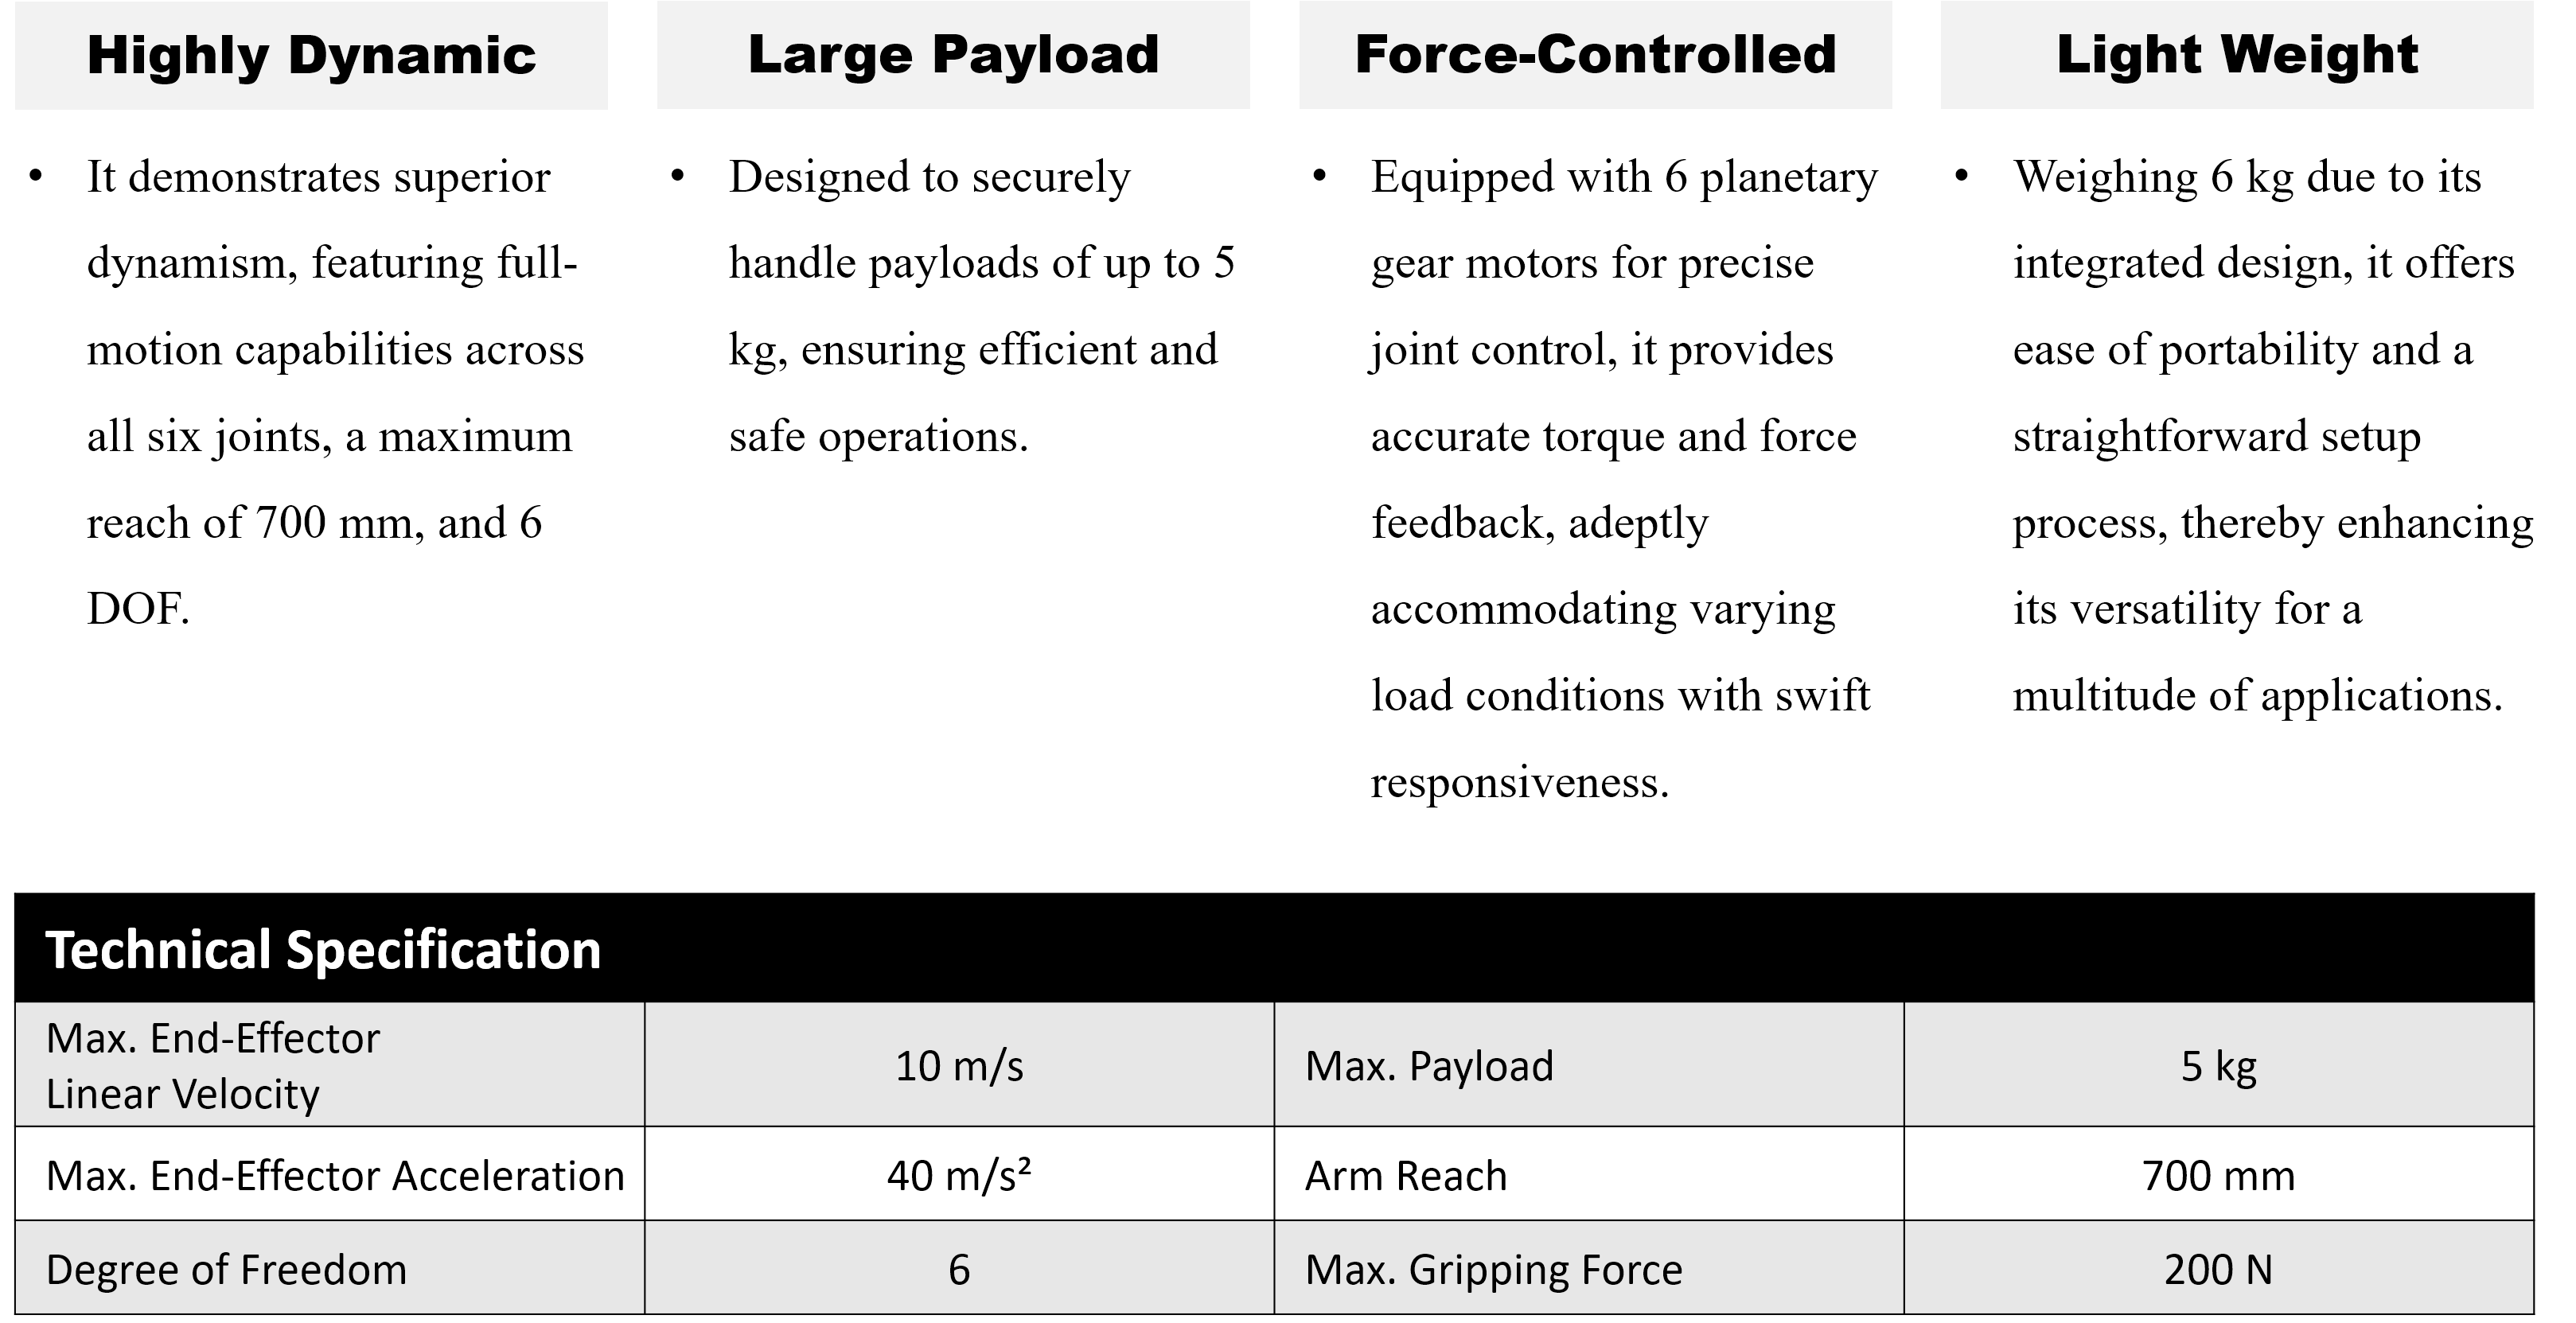 Highly Dynamic
• It demonstrates superior
dynamism, featuring full-
motion capabilities across
all six joints, a maximum
reach of 700 mm, and 6
DOF.
Large Payload
• Designed to securely
handle payloads of up to 5
kg, ensuring efficient and
safe operations.
Force-Controlled
• Equipped with 6 planetary
gear motors for precise
joint control, it provides
accurate torque and force
feedback, adeptly
accommodating varying
load conditions with swift
responsiveness.
Light Weight
• Weighing 6 kg due to its
integrated design, it offers
ease of portability and a
straightforward setup
process, thereby enhancing
its versatility for a
multitude of applications.
Technical Specification
Max. End-Effector
Linear Velocity
10 m/s
Max. Payload
5 kg
Max. End-Effector Acceleration
40 m/s²
Arm Reach
700 mm
Degree of Freedom
6
Max. Gripping Force
200 N